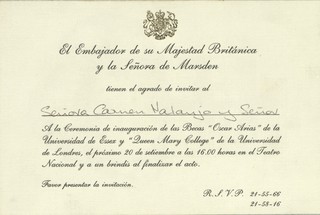 El Embajador de su Majestad Británica
y la Señora de Marsden
tienen el agrado de invitar al
Señora Carmen Naranjo y Señor
A la Ceremonia de inauguración de las Becas "Oscar Arias" de la
Universidad de Essex y "Queen Mary College" de la Universidad
de Londres, el próximo 20 de setiembre a las 16.00 horas en el Teatro
Nacional y a un brindis al finalizar el acto.
Favor presentar la invitación.
R. S. V. P. 21-55-66
21-58-16